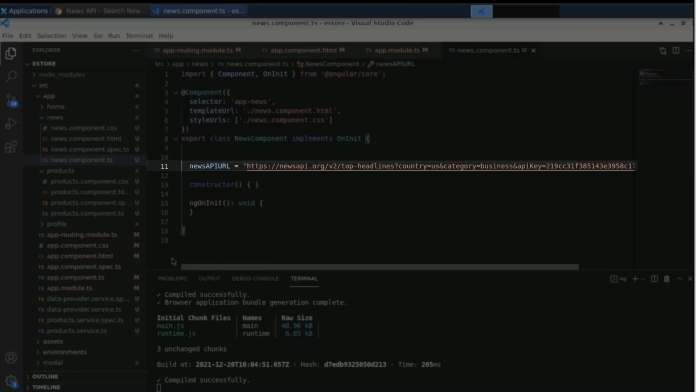 Applications
News API – Search New
news.component.ts - es...
news.component.ts - estore - Visual Studio Code
File Edit Selection View Go Run Terminal Help
EXPLORER
app-routing.module.ts M
app.component.html M
app.module.ts M
news.component.ts U
src > app > news > news.component.ts > NewsComponent > newsAPIURL
ESTORE
node_modules
src
app
home
news
news.component.css U
news.component.html U
news.component.spec.ts U
news.component.ts U
products
products.component.css
products.component.ht...
products.component.sp...
products.component.ts
profile
app-routing.module.ts M
app.component.css M
app.component.html M
app.component.spec.ts
app.component.ts M
app.module.ts M
data-provider.service.sp...
data-provider.service.ts
products.service.spec.ts
products.service.ts
assets
environments
modal
OUTLINE
TIMELINE
1 import { Component, OnInit } from '@angular/core';
2
3 @Component({
4 selector: 'app-news',
5 templateUrl: './news.component.html',
6 styleUrls: ['./news.component.css']
7 })
8 export class NewsComponent implements OnInit {
9
10
11 newsAPIURL = "https://newsapi.org/v2/top-headlines?country=us&category=business&apiKey=219cc31f385143e3958c1
12
13 constructor() { }
14
15 ngOnInit(): void {
16 }
17
18 }
19
PROBLEMS OUTPUT DEBUG CONSOLE TERMINAL
ng
✓ Compiled successfully.
✓ Browser application bundle generation complete.
Initial Chunk Files | Names | Raw Size
main.js | main | 48.96 kB |
runtime.js | runtime | 6.85 kB |
3 unchanged chunks
Build at: 2021-12-20T10:04:51.657Z - Hash: d7edb9325050d213 - Time: 265ms
✓ Compiled successfully.